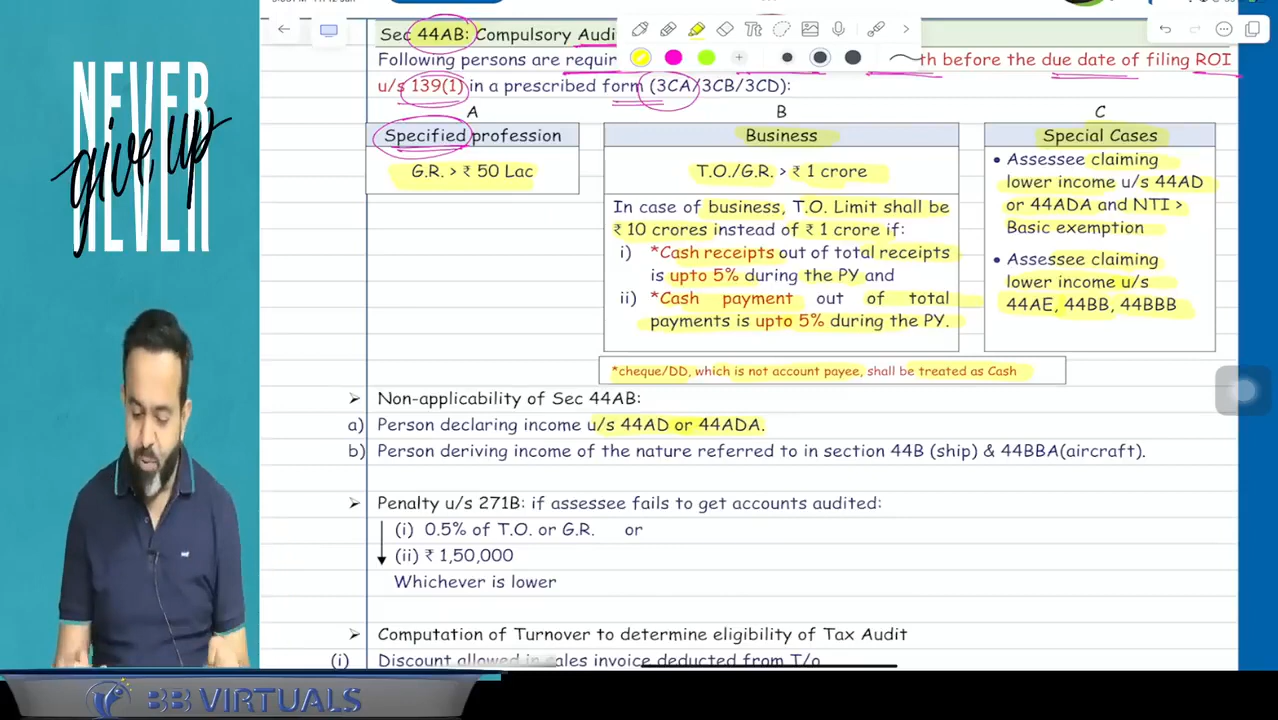 Sec 44AB: Compulsory Audi
Following persons are requir th before the due date of filing ROI
u/s 139(1) in a prescribed form (3CA/3CB/3CD):
A B C
Specified profession
G.R. > ₹ 50 Lac
Business
T.O./G.R. > ₹ 1 crore
In case of business, T.O. Limit shall be
₹ 10 crores instead of ₹ 1 crore if:
i) *Cash receipts out of total receipts
is upto 5% during the PY and
ii) *Cash payment out of total
payments is upto 5% during the PY.
Special Cases
• Assessee claiming
lower income u/s 44AD
or 44ADA and NTI >
Basic exemption
• Assessee claiming
lower income u/s
44AE, 44BB, 44BBB
*cheque/DD, which is not account payee, shall be treated as Cash
➤ Non-applicability of Sec 44AB:
a) Person declaring income u/s 44AD or 44ADA.
b) Person deriving income of the nature referred to in section 44B (ship) & 44BBA(aircraft).
➤ Penalty u/s 271B: if assessee fails to get accounts audited:
(i) 0.5% of T.O. or G.R. or
(ii) ₹ 1,50,000
Whichever is lower
➤ Computation of Turnover to determine eligibility of Tax Audit
(i) Discount allowed in sales invoice deducted from T/o
NEVER
give up
NEVER
BB VIRTUALS